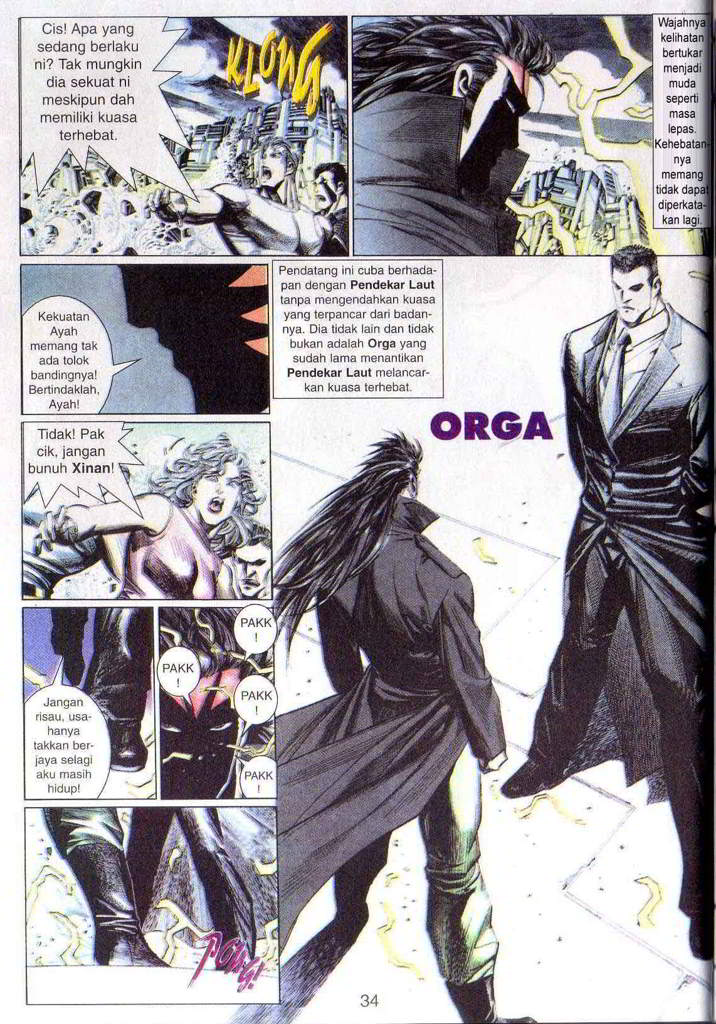 Cis! Apa yang
sedang berlaku
ni? Tak mungkin
dia sekuat ni
meskipun dah
memiliki kuasa
terhebat.
KLONG
Wajahnya
kelihatan
bertukar
menjadi
muda
seperti
masa
lepas.
Kehebatan-
nya
memang
tidak dapat
diperkata-
kan lagi.
Kekuatan
Ayah
memang tak
ada tolok
bandingnya!
Bertindaklah,
Ayah!
Pendatang ini cuba berhada-
pan dengan Pendekar Laut
tanpa mengendahkan kuasa
yang terpancar dari badan-
nya. Dia tidak lain dan tidak
bukan adalah Orga yang
sudah lama menantikan
Pendekar Laut melancar-
kan kuasa terhebat.
ORGA
Tidak! Pak
cik, jangan
bunuh Xinan!
Jangan
risau, usa-
hanya
takkan ber-
jaya selagi
aku masih
hidup!
PAKK
!
PAKK
!
PAKK
!
PAKK
!
PONG!
34